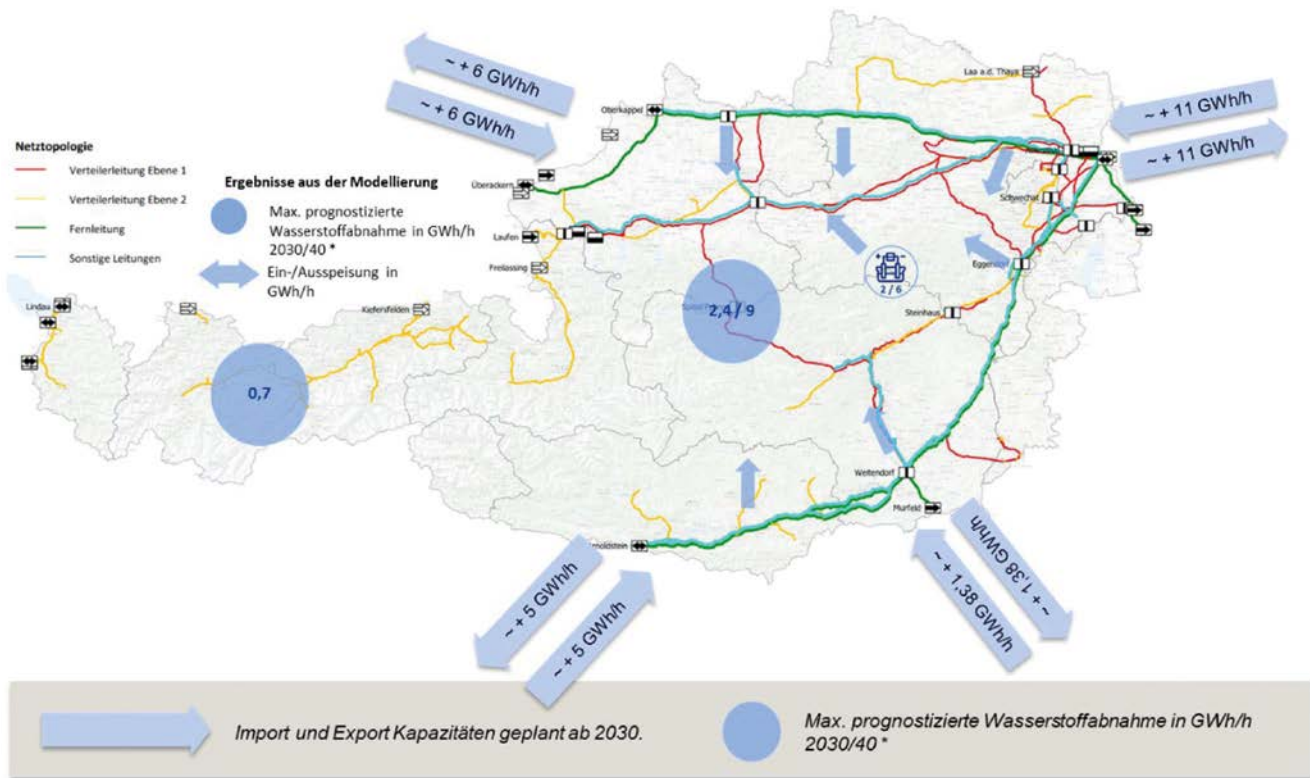 ~ + 6 GWh/h
~ + 6 GWh/h
Laa a.d. Thaya
Oberkappel
~ + 11 GWh/h
~ + 11 GWh/h
Netztopologie
Verteilerleitung Ebene 1
Verteilerleitung Ebene 2
Fernleitung
Sonstige Leitungen
Ergebnisse aus der Modellierung
Max. prognostizierte
Wasserstoffabnahme in GWh/h
2030/40 *
Ein-/Ausspeisung in
GWh/h
Überackern
Schwechat
Laufen
Freilassing
Eggendorf
+ –
2 / 6
Lindau
Kiefersfelden
Steinhaus
2,4 / 9
0,7
Weitendorf
Murfeld
Arnoldstein
~ + 5 GWh/h
~ + 5 GWh/h
~ + 1,38 GWh/h
~ + 1,38 GWh/h
Import und Export Kapazitäten geplant ab 2030.
Max. prognostizierte Wasserstoffabnahme in GWh/h
2030/40 *